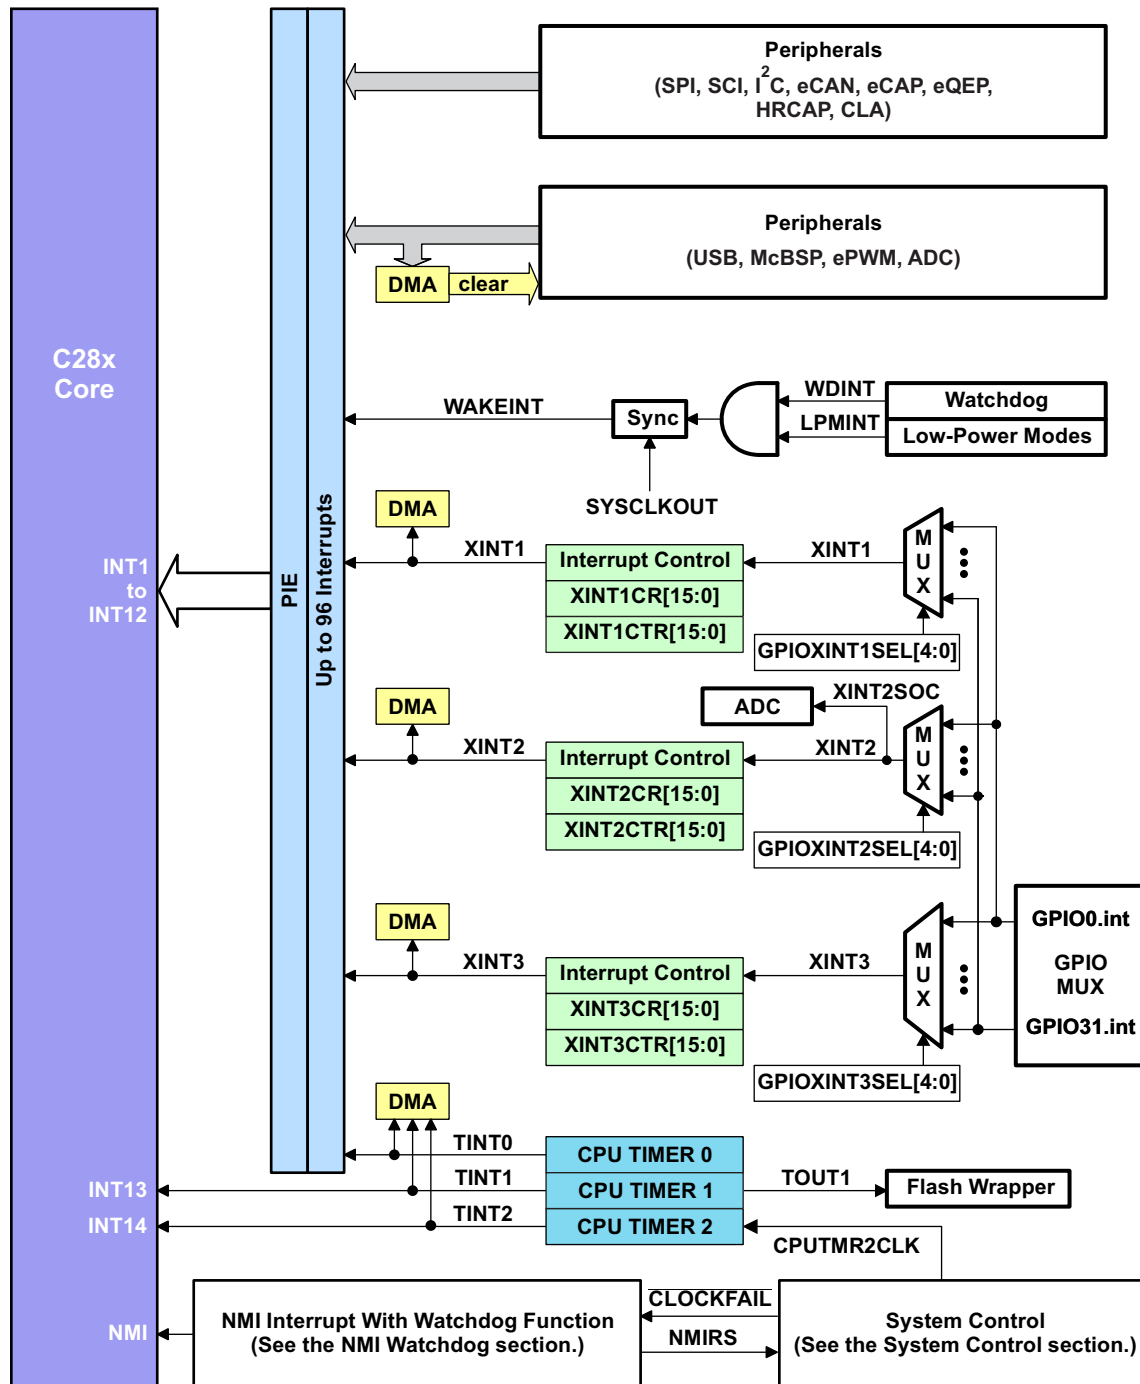 Peripherals
(SPI, SCI, I2C, eCAN, eCAP, eQEP,
HRCAP, CLA)
Peripherals
(USB, McBSP, ePWM, ADC)
DMA
clear
C28x
Core
WAKEINT
Sync
WDINT
LPMINT
Watchdog
Low-Power Modes
SYSCLKOUT
PIE
Up to 96 Interrupts
INT1
to
INT12
DMA
XINT1
Interrupt Control
XINT1CR[15:0]
XINT1CTR[15:0]
XINT1
MUX
GPIOXINT1SEL[4:0]
DMA
XINT2
Interrupt Control
XINT2CR[15:0]
XINT2CTR[15:0]
ADC
XINT2SOC
XINT2
MUX
GPIOXINT2SEL[4:0]
DMA
XINT3
Interrupt Control
XINT3CR[15:0]
XINT3CTR[15:0]
XINT3
MUX
GPIOXINT3SEL[4:0]
GPIO0.int
GPIO
MUX
GPIO31.int
DMA
TINT0
CPU TIMER 0
INT13
TINT1
CPU TIMER 1
TOUT1
Flash Wrapper
INT14
TINT2
CPU TIMER 2
CPUTMR2CLK
NMI
NMI Interrupt With Watchdog Function
(See the NMI Watchdog section.)
CLOCKFAIL
NMIRS
System Control
(See the System Control section.)